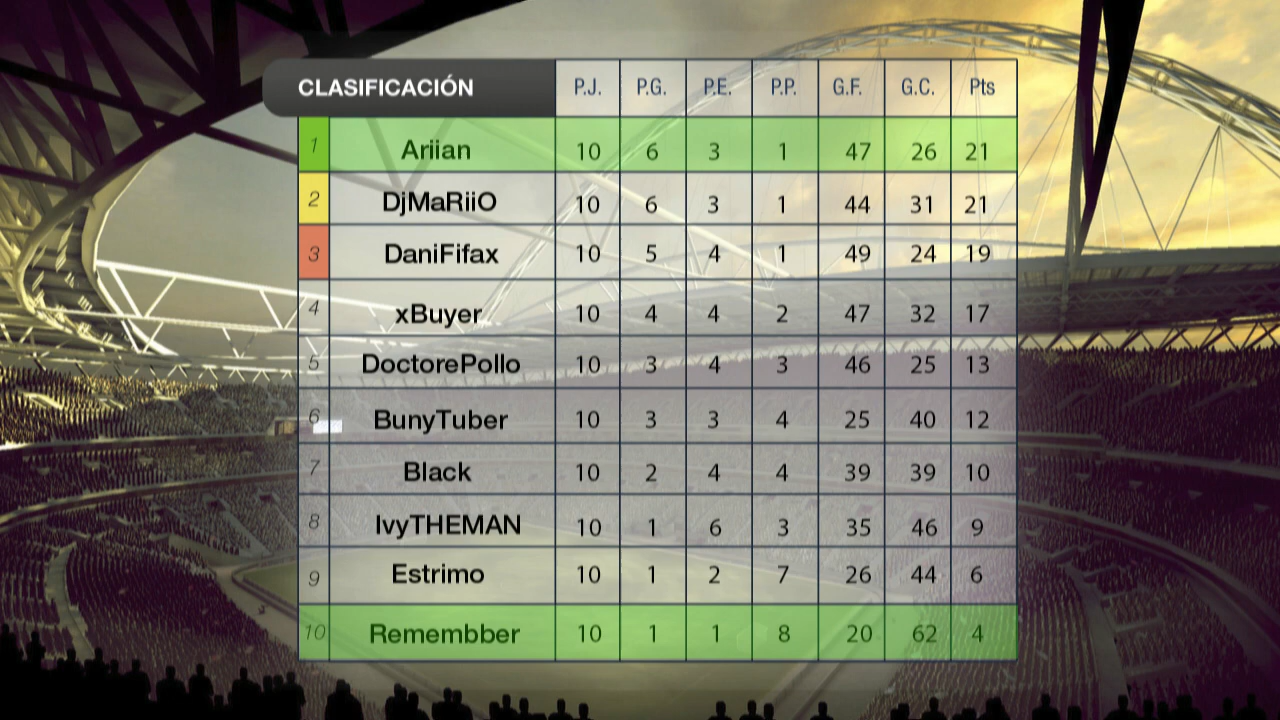 CLASIFICACIÓN P.J. P.G. P.E. P.P. G.F. G.C. Pts
1 Ariian 10 6 3 1 47 26 21
2 DjMaRiiO 10 6 3 1 44 31 21
3 DaniFifax 10 5 4 1 49 24 19
4 xBuyer 10 4 4 2 47 32 17
5 DoctorePollo 10 3 4 3 46 25 13
6 BunyTuber 10 3 3 4 25 40 12
7 Black 10 2 4 4 39 39 10
8 IvyTHEMAN 10 1 6 3 35 46 9
9 Estrimo 10 1 2 7 26 44 6
10 Remembber 10 1 1 8 20 62 4